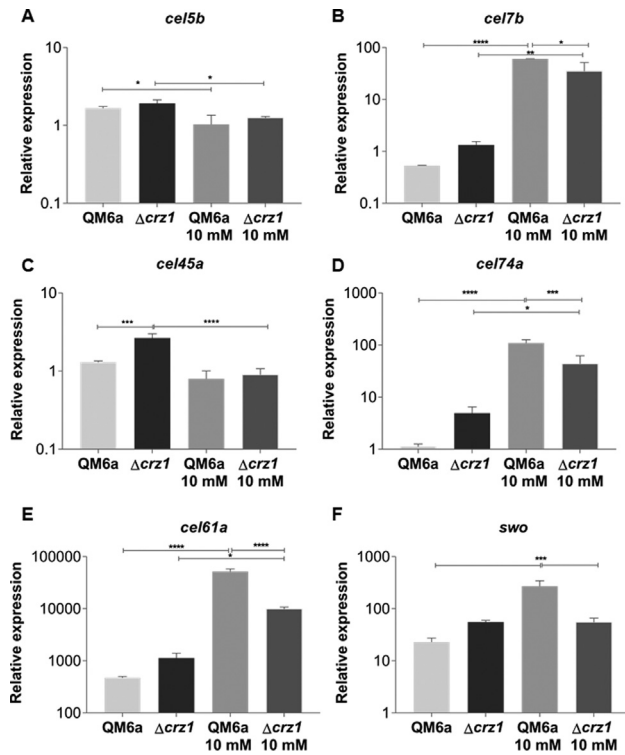 A
cel5b
Relative expression
10
1
0.1
*
*
QM6a
Δcrz1
QM6a
10 mM
Δcrz1
10 mM
B
cel7b
Relative expression
100
10
1
0.1
****
*
**
QM6a
Δcrz1
QM6a
10 mM
Δcrz1
10 mM
C
cel45a
Relative expression
10
1
0.1
***
****
QM6a
Δcrz1
QM6a
10 mM
Δcrz1
10 mM
D
cel74a
Relative expression
1000
100
10
1
****
***
*
QM6a
Δcrz1
QM6a
10 mM
Δcrz1
10 mM
E
cel61a
Relative expression
100000
10000
1000
100
****
****
*
QM6a
Δcrz1
QM6a
10 mM
Δcrz1
10 mM
F
swo
Relative expression
1000
100
10
1
***
QM6a
Δcrz1
QM6a
10 mM
Δcrz1
10 mM